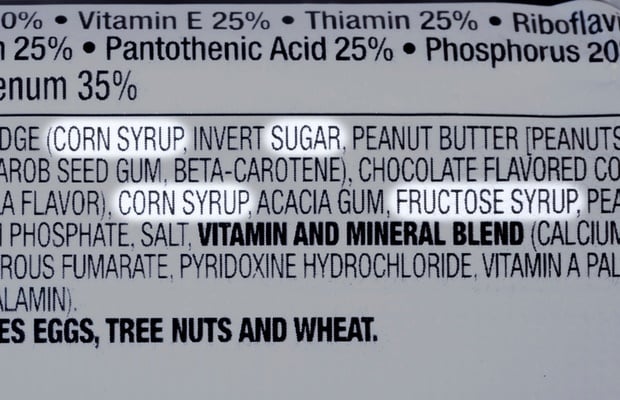 0% • Vitamin E 25% • Thiamin 25% • Riboflavi
25% • Pantothenic Acid 25% • Phosphorus 20
enum 35%
DGE (CORN SYRUP, INVERT SUGAR, PEANUT BUTTER [PEANUTS
AROB SEED GUM, BETA-CAROTENE), CHOCOLATE FLAVORED CO
LA FLAVOR), CORN SYRUP, ACACIA GUM, FRUCTOSE SYRUP, PEA
PHOSPHATE, SALT, VITAMIN AND MINERAL BLEND (CALCIUM
ROUS FUMARATE, PYRIDOXINE HYDROCHLORIDE, VITAMIN A PAL
ALAMIN).
ES EGGS, TREE NUTS AND WHEAT.